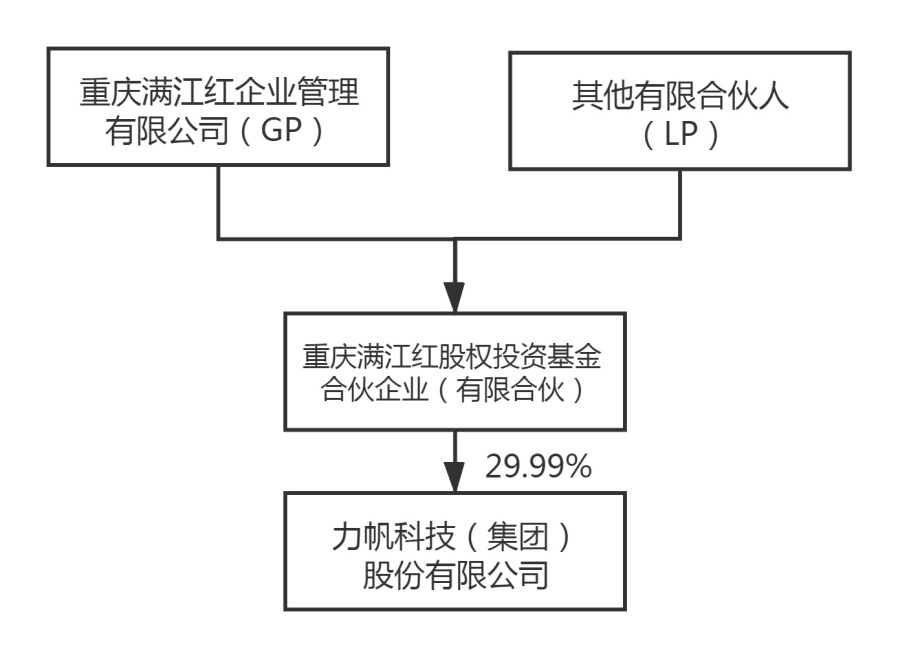 重庆满江红企业管理
有限公司（GP）
其他有限合伙人
（LP）
重庆满江红股权投资基金
合伙企业（有限合伙）
29.99%
力帆科技（集团）
股份有限公司